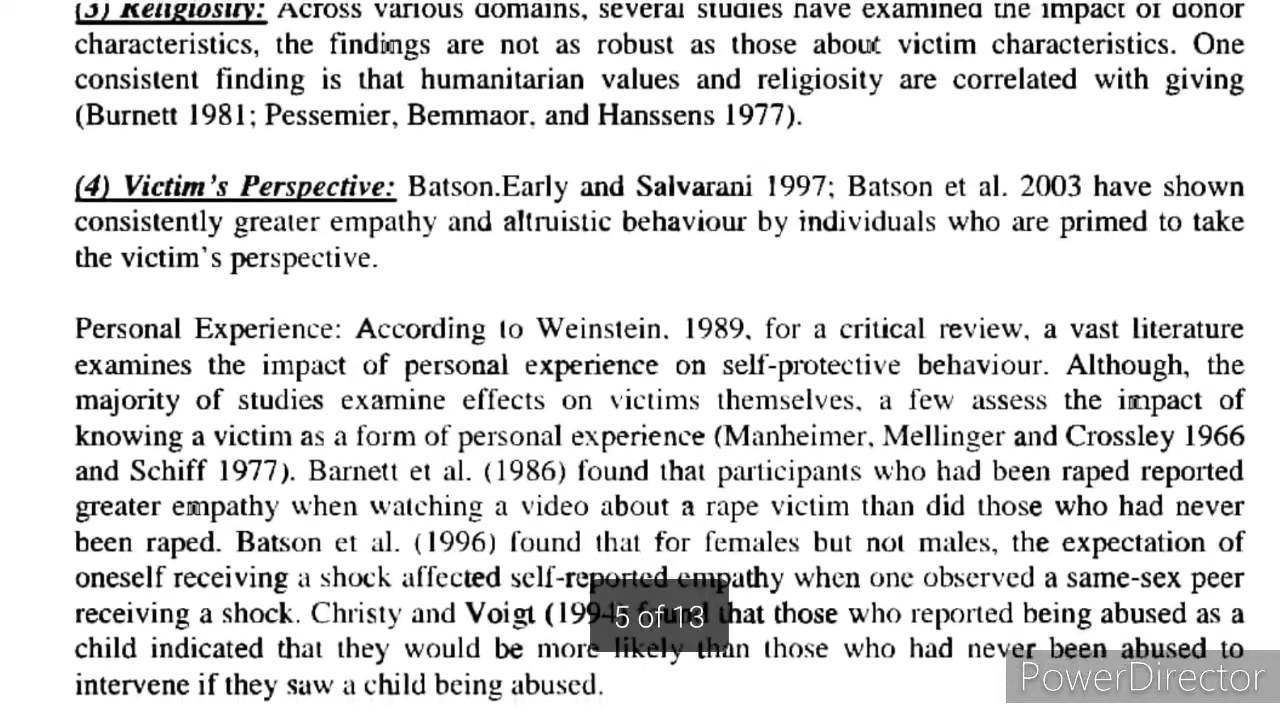 (3) Religiosity: Across various domains, several studies have examined the impact of donor
characteristics, the findings are not as robust as those about victim characteristics. One
consistent finding is that humanitarian values and religiosity are correlated with giving
(Burnett 1981; Pessemier, Bemmaor, and Hanssens 1977).
(4) Victim's Perspective: Batson.Early and Salvarani 1997; Batson et al. 2003 have shown
consistently greater empathy and altruistic behaviour by individuals who are primed to take
the victim's perspective.
Personal Experience: According to Weinstein, 1989, for a critical review, a vast literature
examines the impact of personal experience on self-protective behaviour. Although, the
majority of studies examine effects on victims themselves, a few assess the impact of
knowing a victim as a form of personal experience (Manheimer, Mellinger and Crossley 1966
and Schiff 1977). Barnett et al. (1986) found that participants who had been raped reported
greater empathy when watching a video about a rape victim than did those who had never
been raped. Batson et al. (1996) found that for females but not males, the expectation of
oneself receiving a shock affected self-reported empathy when one observed a same-sex peer
receiving a shock. Christy and Voigt (1994) found that those who reported being abused as a
child indicated that they would be more likely than those who had never been abused to
intervene if they saw a child being abused.
5 of 13
PowerDirector